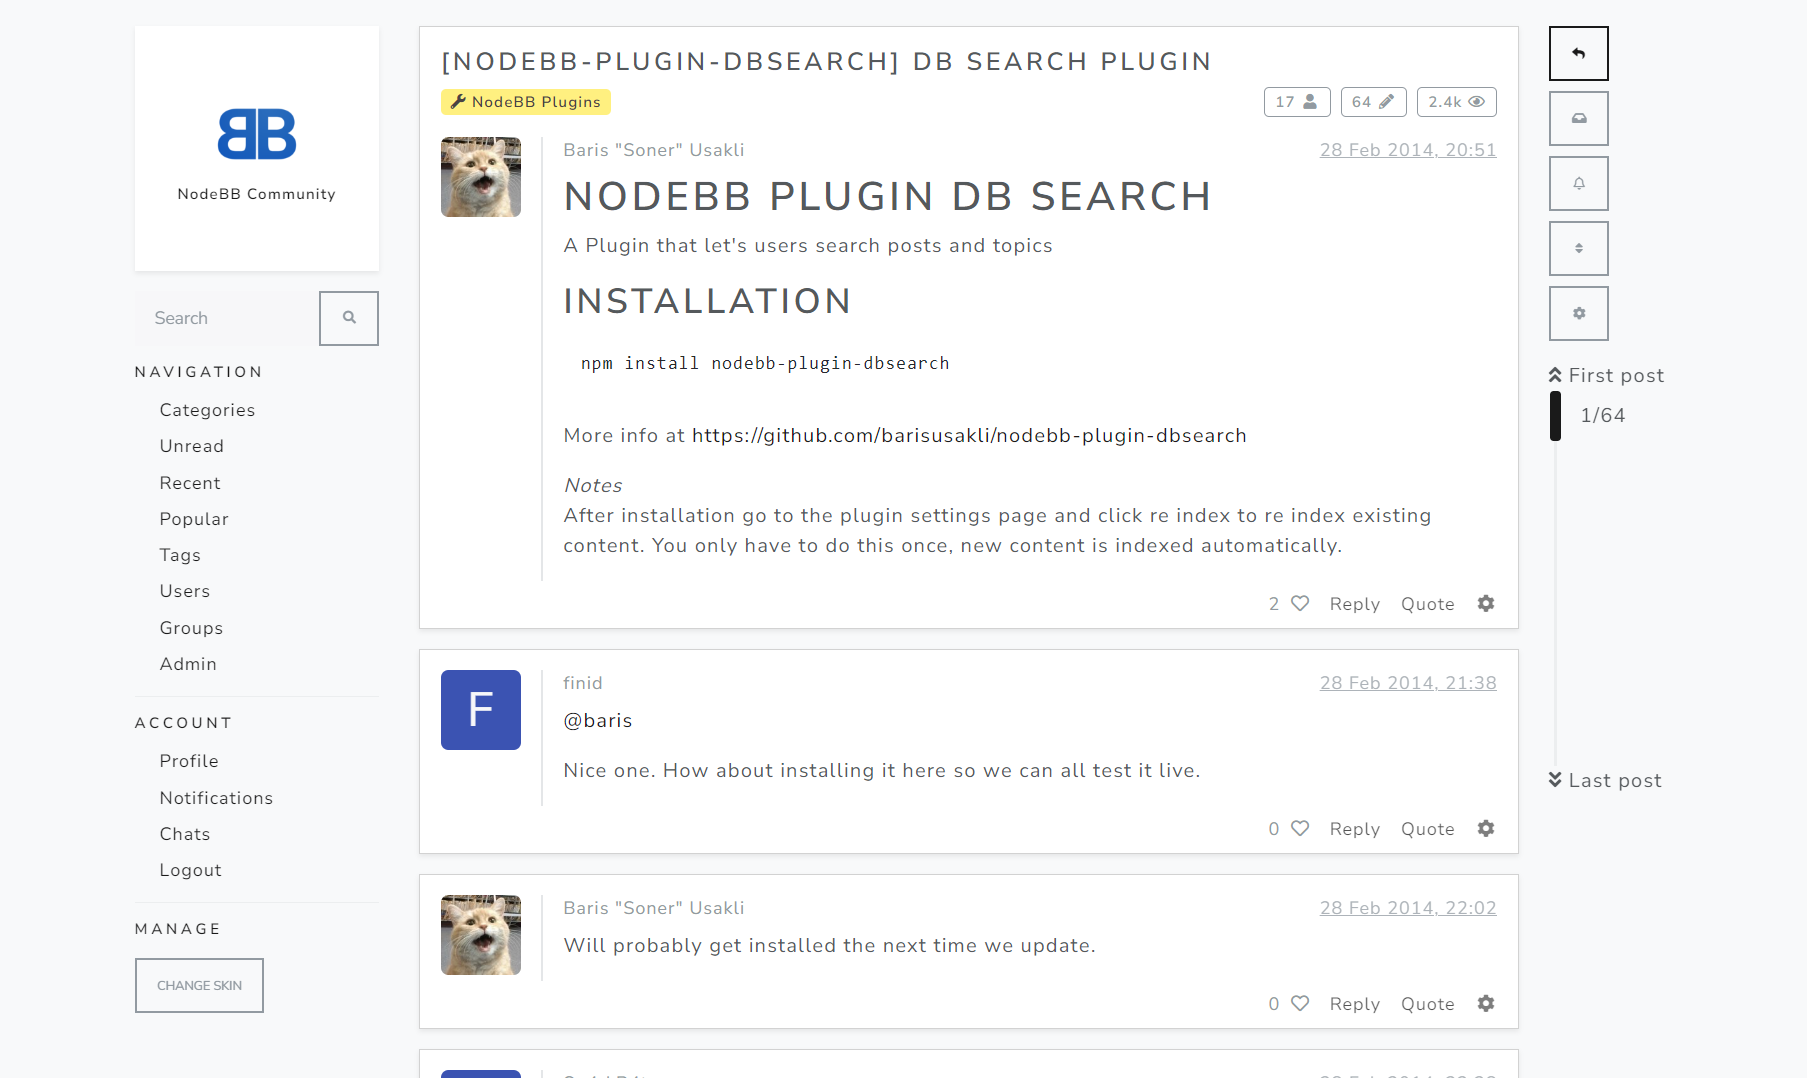 NodeBB Community
Search
NAVIGATION
Categories
Unread
Recent
Popular
Tags
Users
Groups
Admin
ACCOUNT
Profile
Notifications
Chats
Logout
MANAGE
CHANGE SKIN
[NODEBB-PLUGIN-DBSEARCH] DB SEARCH PLUGIN
NodeBB Plugins
17 64 2.4k
Baris "Soner" Usakli 28 Feb 2014, 20:51
NODEBB PLUGIN DB SEARCH
A Plugin that let's users search posts and topics
INSTALLATION
npm install nodebb-plugin-dbsearch
More info at https://github.com/barisusakli/nodebb-plugin-dbsearch
Notes
After installation go to the plugin settings page and click re index to re index existing
content. You only have to do this once, new content is indexed automatically.
2 Reply Quote
F
finid 28 Feb 2014, 21:38
@baris
Nice one. How about installing it here so we can all test it live.
0 Reply Quote
Baris "Soner" Usakli 28 Feb 2014, 22:02
Will probably get installed the next time we update.
0 Reply Quote
First post
1/64
Last post